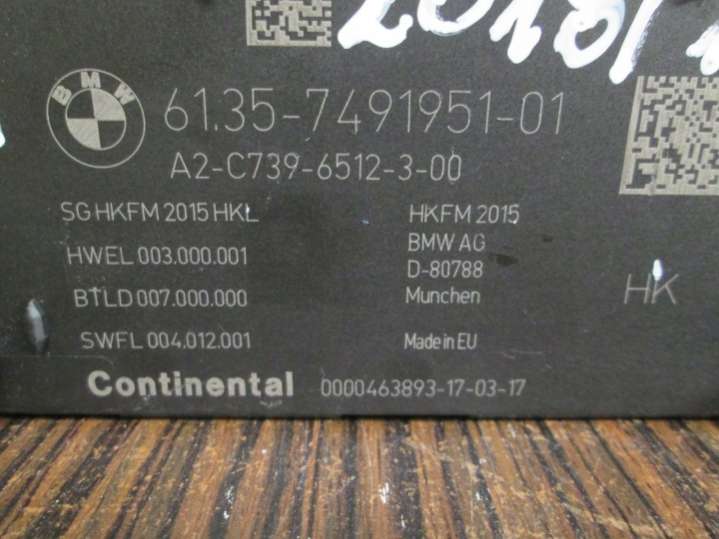 BMW
61.35-7491951-01
A2-C739-6512-3-00
SG HKFM 2015 HKL
HWEL 003.000.001
BTLD 007.000.000
SWFL 004.012.001
HKFM 2015
BMW AG
D-80788
Munchen
Made in EU
HK
Continental 0000463893-17-03-17